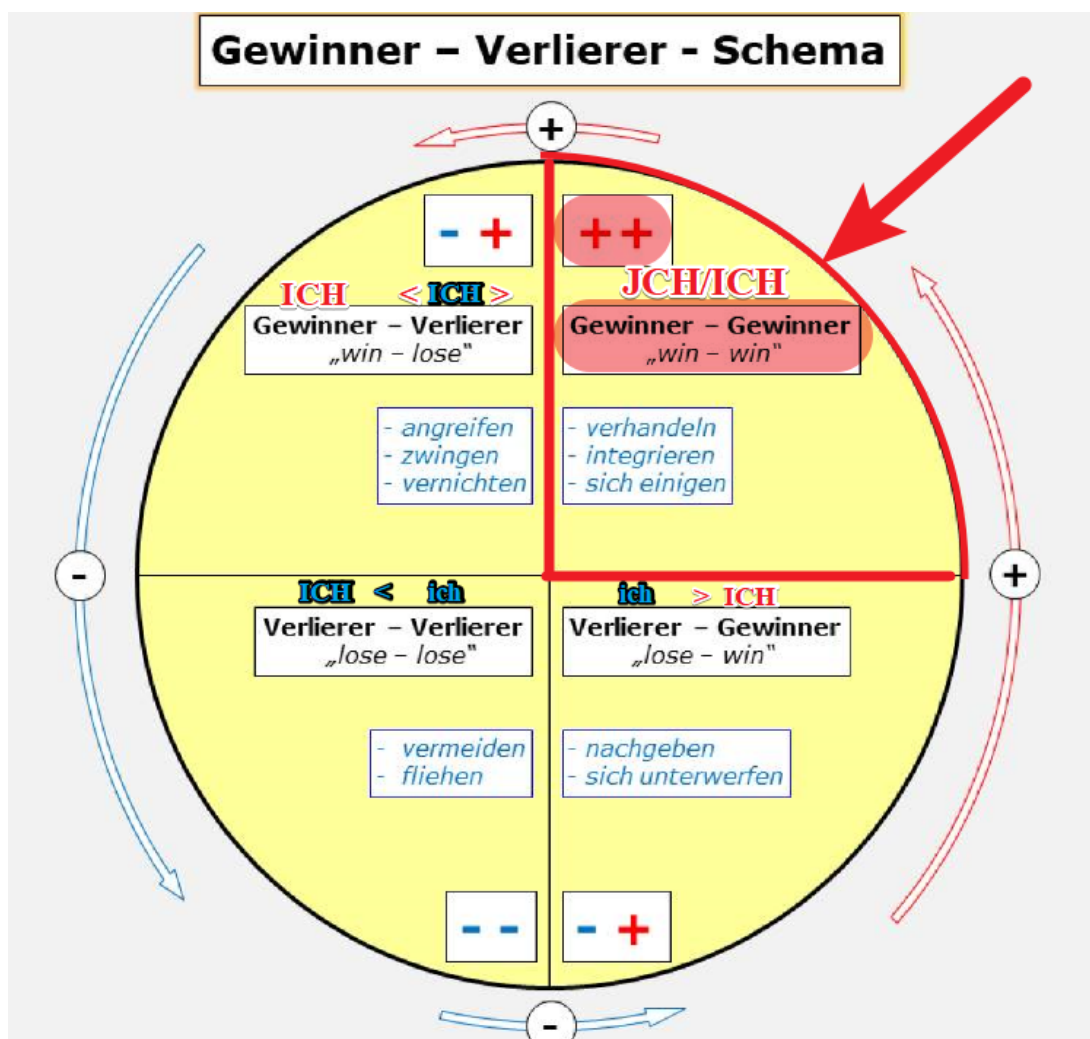 Gewinner – Verlierer - Schema
+
- +
++
ICH < ICH >
JCH/ICH
Gewinner – Verlierer
„win – lose“
Gewinner – Gewinner
„win – win“
- angreifen
- zwingen
- vernichten
- verhandeln
- integrieren
- sich einigen
-
+
ICH < ich
ich > ICH
Verlierer – Verlierer
„lose – lose“
Verlierer – Gewinner
„lose – win“
- vermeiden
- fliehen
- nachgeben
- sich unterwerfen
- -
- +
-